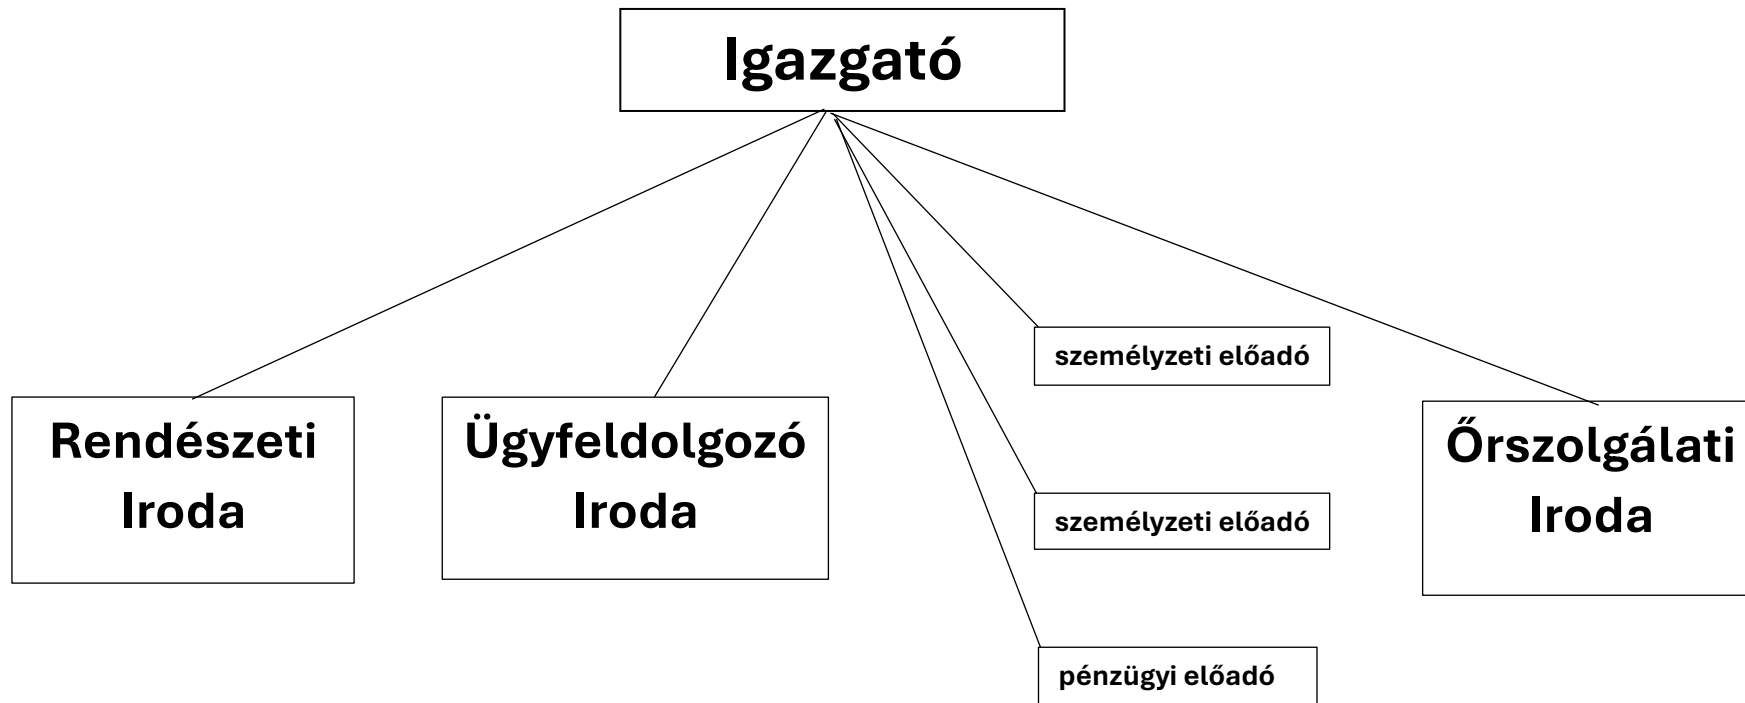 Igazgató
személyzeti előadó
Rendészeti
Iroda
Ügyfeldolgozó
Iroda
Őrszolgálati
Iroda
személyzeti előadó
pénzügyi előadó